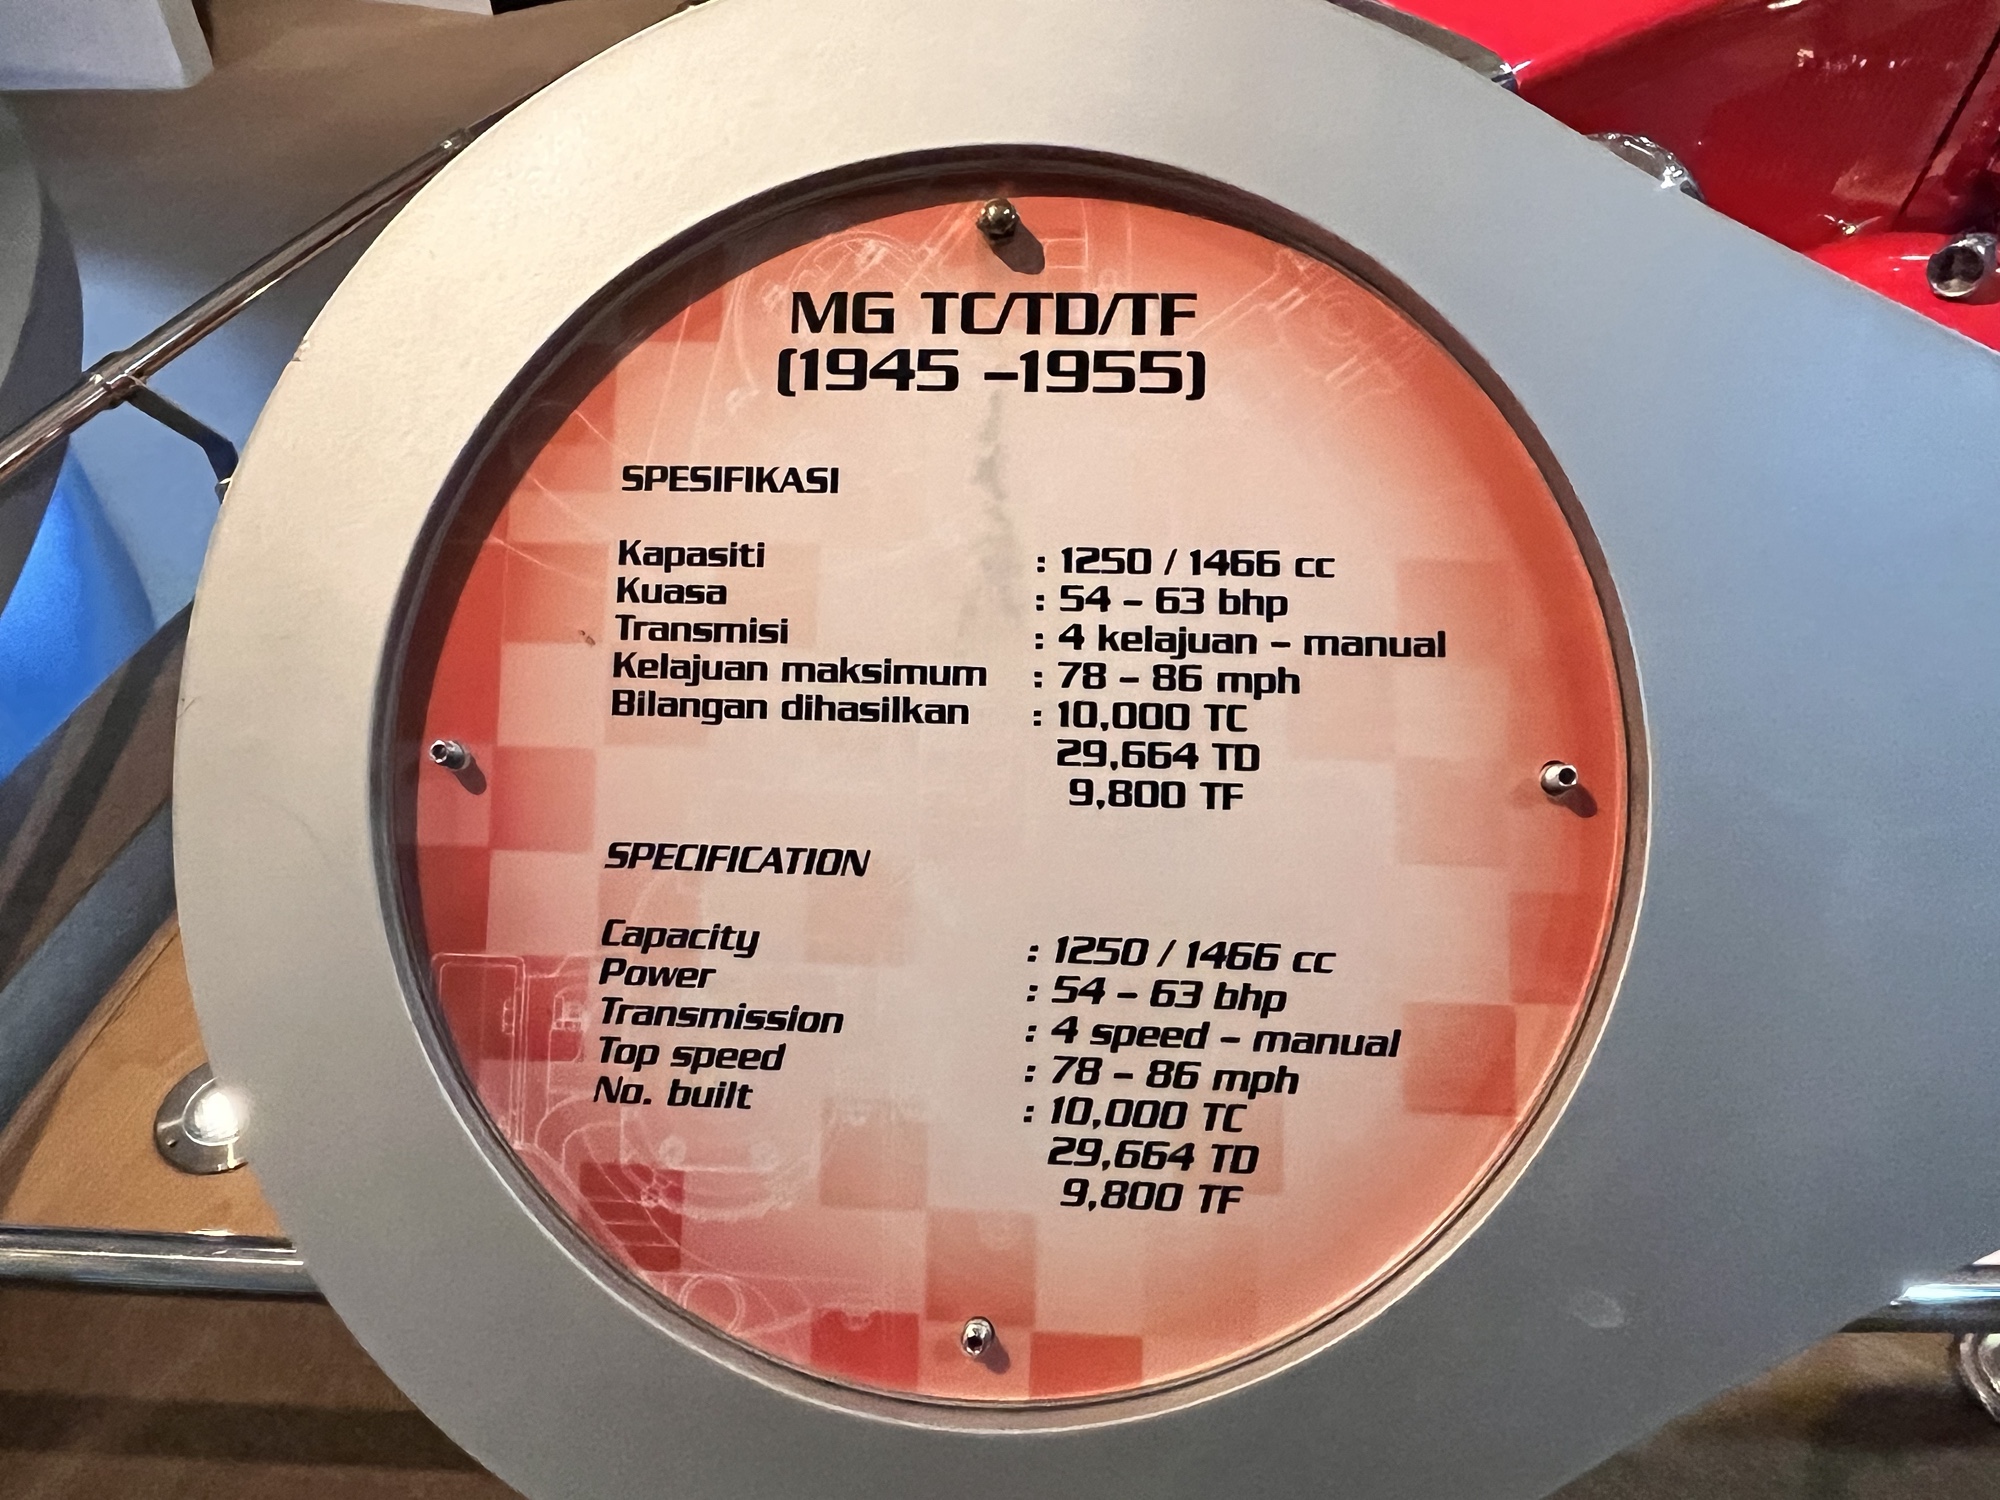 MG TC/TD/TF
(1945 –1955)
SPESIFIKASI
Kapasiti : 1250 / 1466 cc
Kuasa : 54 – 63 bhp
Transmisi : 4 kelajuan – manual
Kelajuan maksimum : 78 – 86 mph
Bilangan dihasilkan : 10,000 TC
29,664 TD
9,800 TF
SPECIFICATION
Capacity : 1250 / 1466 cc
Power : 54 – 63 bhp
Transmission : 4 speed – manual
Top speed : 78 – 86 mph
No. built : 10,000 TC
29,664 TD
9,800 TF